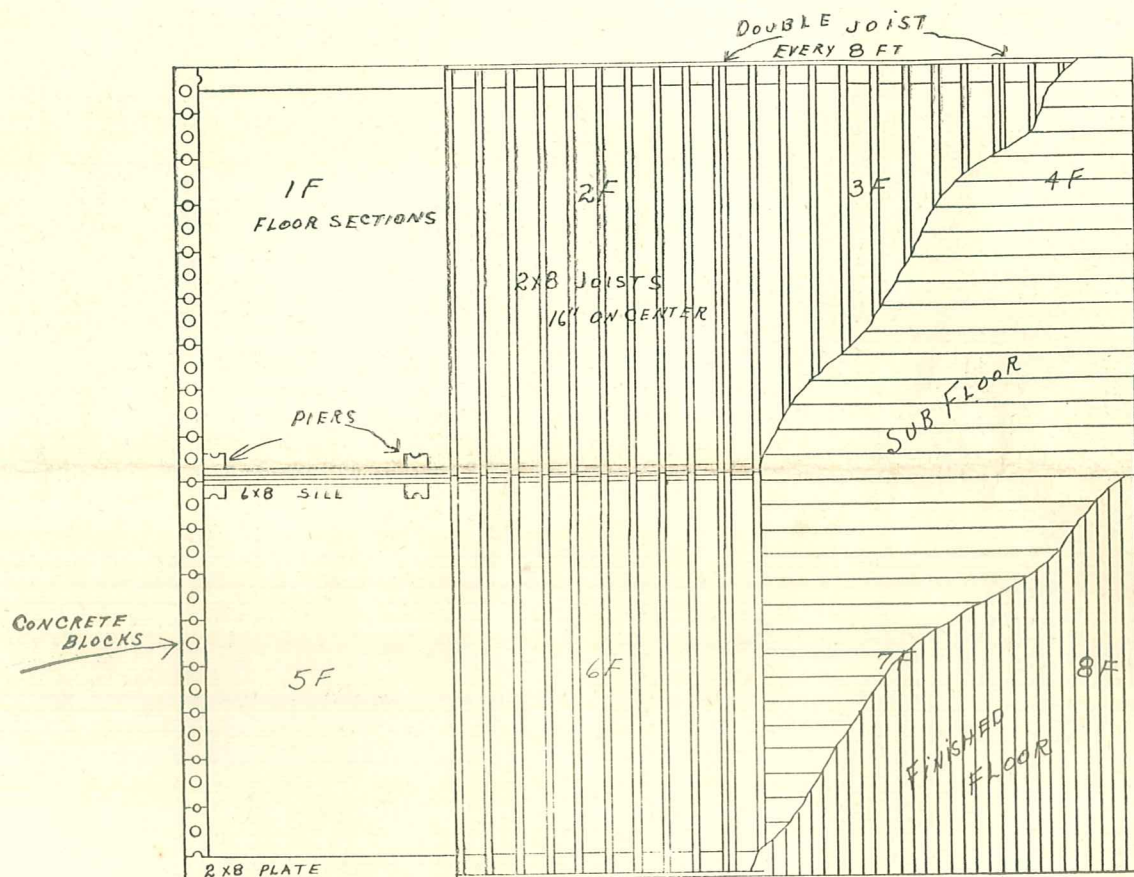 DOUBLE JOIST
EVERY 8 FT
1F
FLOOR SECTIONS
2F
3F
4F
2X8 JOISTS
16" ON CENTER
SUB FLOOR
PIERS
6X8 SILL
CONCRETE
BLOCKS
5F
6F
7F
8F
FINISHED
FLOOR
2X8 PLATE